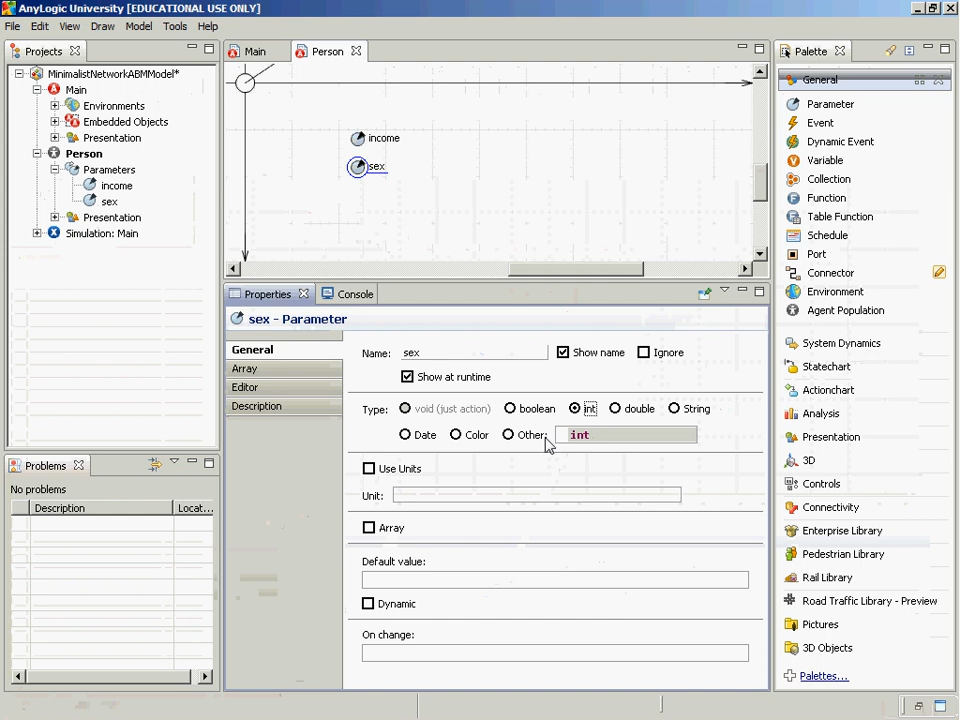 AnyLogic University [EDUCATIONAL USE ONLY]
File Edit View Draw Model Tools Help
Projects
MinimalistNetworkABMModel*
Main
Environments
Embedded Objects
Presentation
Person
Parameters
income
sex
Presentation
Simulation: Main
Problems
No problems
Description Locat...
Main Person
income
sex
Properties Console
sex - Parameter
General
Array
Editor
Description
Name: sex Show name Ignore
Show at runtime
Type: void (just action) boolean int double String
Date Color Other: int
Use Units
Unit:
Array
Default value:
Dynamic
On change:
Palette
General
Parameter
Event
Dynamic Event
Variable
Collection
Function
Table Function
Schedule
Port
Connector
Environment
Agent Population
System Dynamics
Statechart
Actionchart
Analysis
Presentation
3D
Controls
Connectivity
Enterprise Library
Pedestrian Library
Rail Library
Road Traffic Library - Preview
Pictures
3D Objects
Palettes...